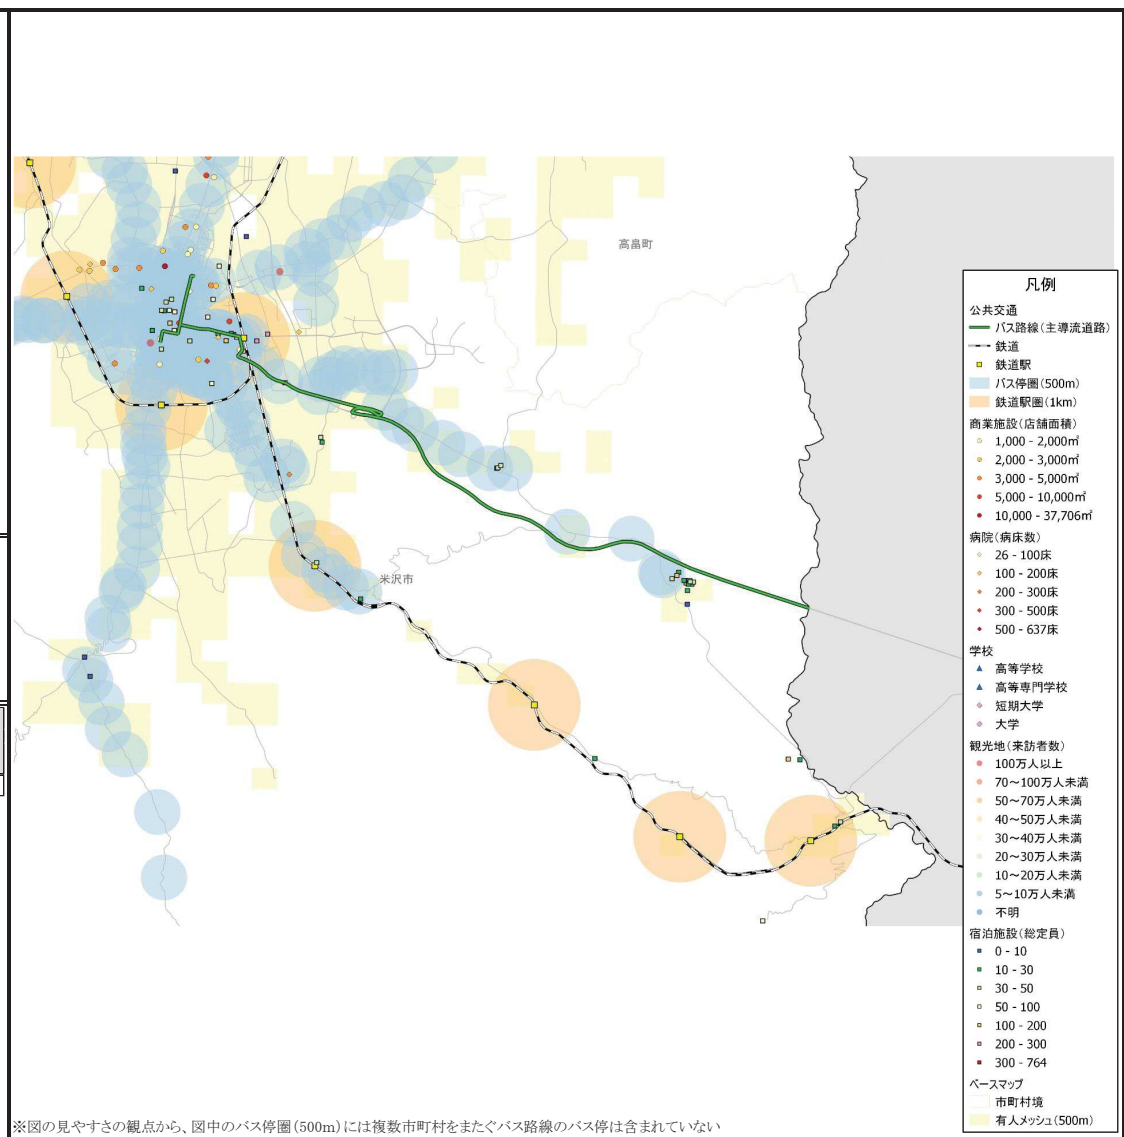 高畠町
米沢市
凡例
公共交通
バス路線(主導流道路)
鉄道
鉄道駅
バス停圏(500m)
鉄道駅圏(1km)
商業施設(店舗面積)
1,000 - 2,000㎡
2,000 - 3,000㎡
3,000 - 5,000㎡
5,000 - 10,000㎡
10,000 - 37,706㎡
病院(病床数)
26 - 100床
100 - 200床
200 - 300床
300 - 500床
500 - 637床
学校
高等学校
高等専門学校
短期大学
大学
観光地(来訪者数)
100万人以上
70～100万人未満
50～70万人未満
40～50万人未満
30～40万人未満
20～30万人未満
10～20万人未満
5～10万人未満
不明
宿泊施設(総定員)
0 - 10
10 - 30
30 - 50
50 - 100
100 - 200
200 - 300
300 - 764
ベースマップ
市町村境
有人メッシュ(500m)
※図の見やすさの観点から、図中のバス停圏(500m)には複数市町村をまたぐバス路線のバス停は含まれていない